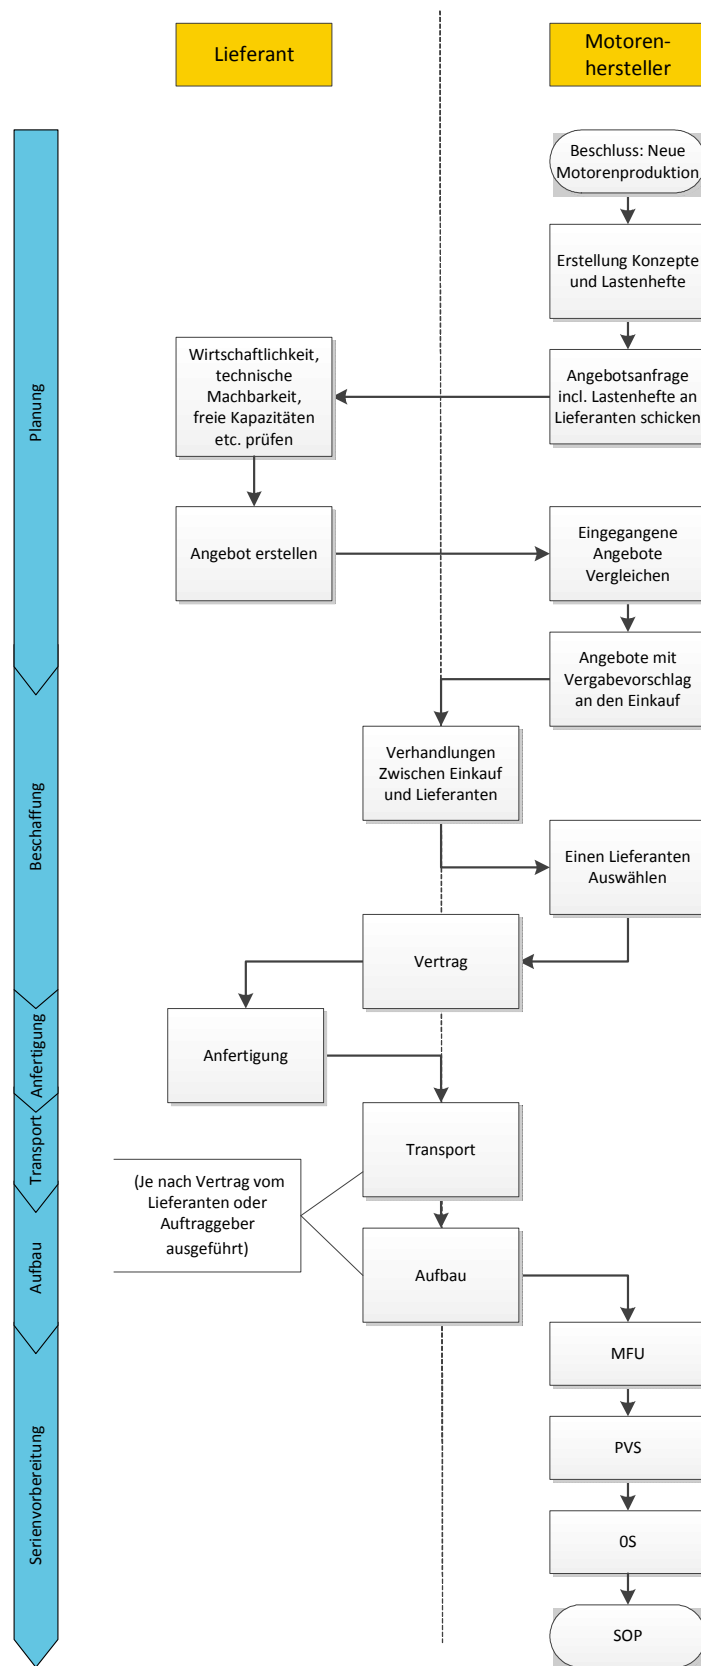 Lieferant
Motoren-
hersteller
Beschluss: Neue
Motorenproduktion
Erstellung Konzepte
und Lastenhefte
Planung
Wirtschaftlichkeit,
technische
Machbarkeit,
freie Kapazitäten
etc. prüfen
Angebotsanfrage
incl. Lastenhefte an
Lieferanten schicken
Angebot erstellen
Eingegangene
Angebote
Vergleichen
Angebote mit
Vergabevorschlag
an den Einkauf
Beschaffung
Verhandlungen
Zwischen Einkauf
und Lieferanten
Einen Lieferanten
Auswählen
Vertrag
Anfertigung
Anfertigung
Transport
Transport
(Je nach Vertrag vom
Lieferanten oder
Auftraggeber
ausgeführt)
Aufbau
Aufbau
MFU
Serienvorbereitung
PVS
0S
SOP